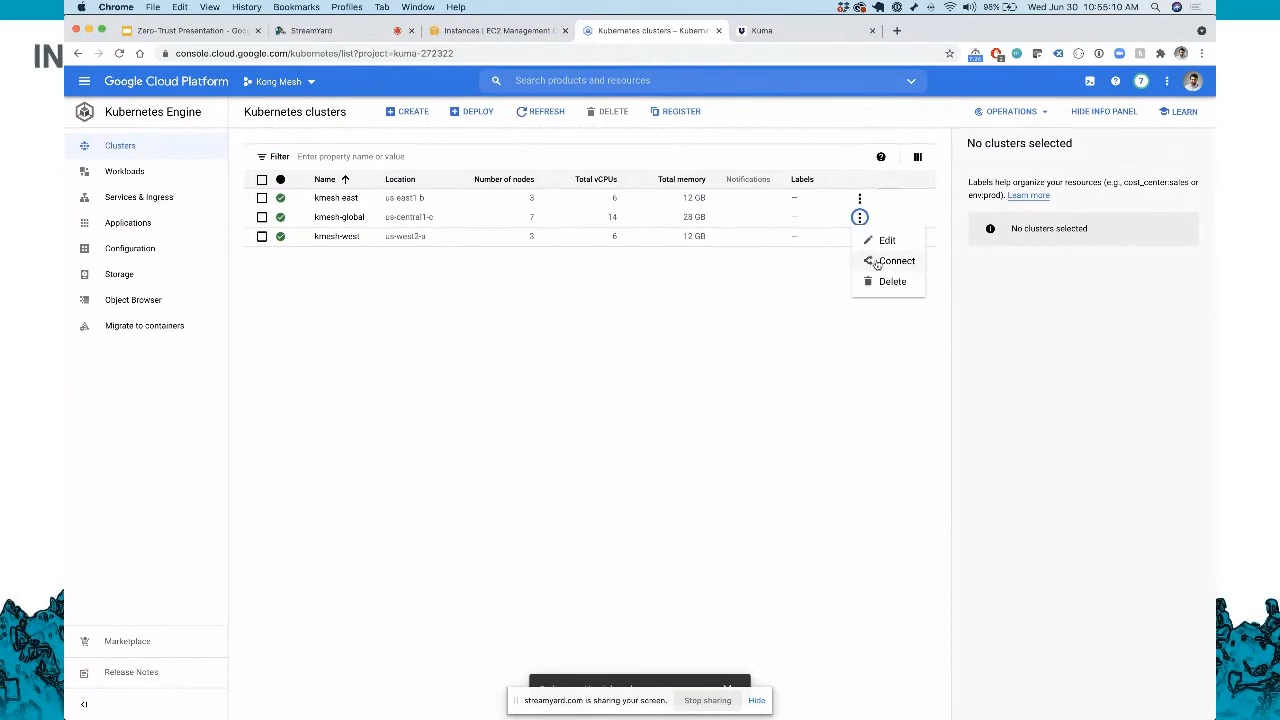 IN
Chrome File Edit View History Bookmarks Profiles Tab Window Help
98% Wed Jun 30 10:55:10 AM
Zero-Trust Presentation - Goo
StreamYard
Instances | EC2 Management C
Kubernetes clusters – Kuberne
Kuma
console.cloud.google.com/kubernetes/list?project=kuma-272322
Google Cloud Platform
Kong Mesh
Search products and resources
7
Kubernetes Engine
Kubernetes clusters
CREATE
DEPLOY
REFRESH
DELETE
REGISTER
OPERATIONS
HIDE INFO PANEL
LEARN
Clusters
Workloads
Services & Ingress
Applications
Configuration
Storage
Object Browser
Migrate to containers
Marketplace
Release Notes
Filter Enter property name or value
Name Location Number of nodes Total vCPUs Total memory Notifications Labels
kmesh-east us-east1-b 3 6 12 GB –
kmesh-global us-central1-c 7 14 28 GB –
kmesh-west us-west2-a 3 6 12 GB –
Edit
Connect
Delete
No clusters selected
Labels help organize your resources (e.g., cost_center:sales or
env:prod). Learn more
No clusters selected
streamyard.com is sharing your screen. Stop sharing Hide